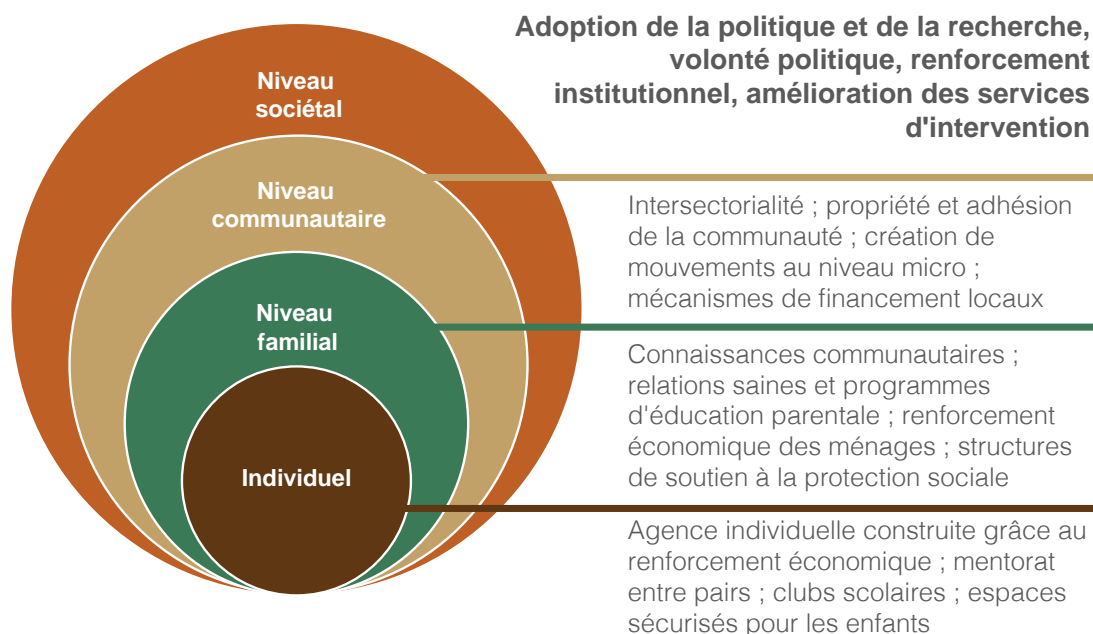 Adoption de la politique et de la recherche,
volonté politique, renforcement
institutionnel, amélioration des services
d'intervention
Niveau
sociétal
Niveau
communautaire
Intersectorialité ; propriété et adhésion
de la communauté ; création de
mouvements au niveau micro ;
mécanismes de financement locaux
Niveau
familial
Connaissances communautaires ;
relations saines et programmes
d'éducation parentale ; renforcement
économique des ménages ; structures
de soutien à la protection sociale
Individuel
Agence individuelle construite grâce au
renforcement économique ; mentorat
entre pairs ; clubs scolaires ; espaces
sécurisés pour les enfants